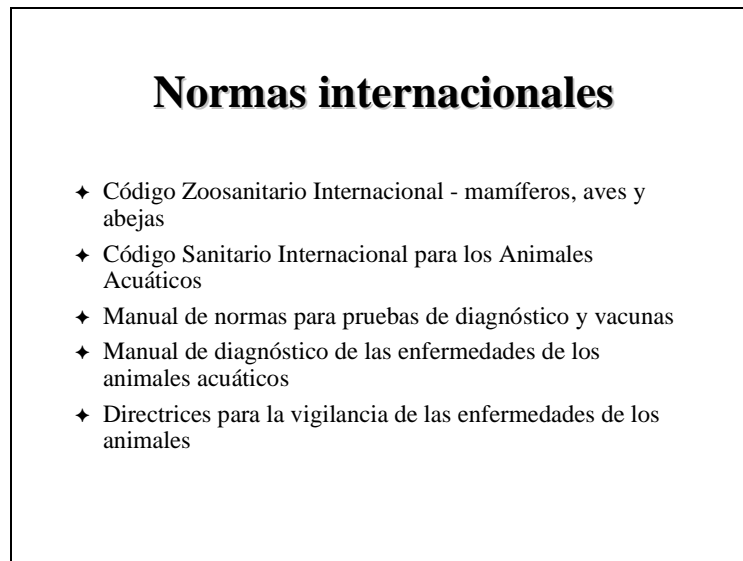 Normas internacionales
✦ Código Zoosanitario Internacional - mamíferos, aves y
abejas
✦ Código Sanitario Internacional para los Animales
Acuáticos
✦ Manual de normas para pruebas de diagnóstico y vacunas
✦ Manual de diagnóstico de las enfermedades de los
animales acuáticos
✦ Directrices para la vigilancia de las enfermedades de los
animales